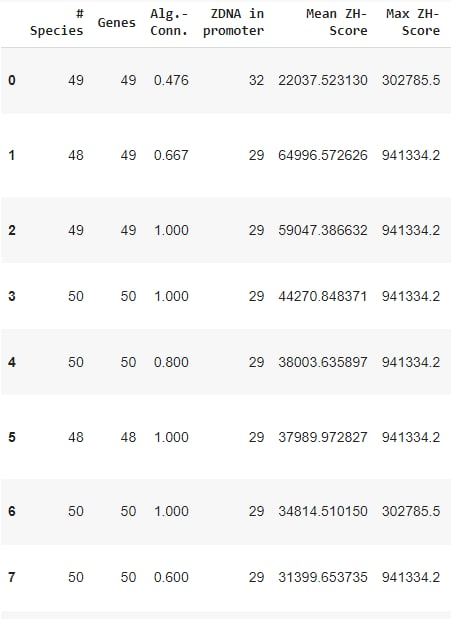 # Species Genes Alg.-Conn. ZDNA in promoter Mean ZH-Score Max ZH-Score
0 49 49 0.476 32 22037.523130 302785.5
1 48 49 0.667 29 64996.572626 941334.2
2 49 49 1.000 29 59047.386632 941334.2
3 50 50 1.000 29 44270.848371 941334.2
4 50 50 0.800 29 38003.635897 941334.2
5 48 48 1.000 29 37989.972827 941334.2
6 50 50 1.000 29 34814.510150 302785.5
7 50 50 0.600 29 31399.653735 941334.2